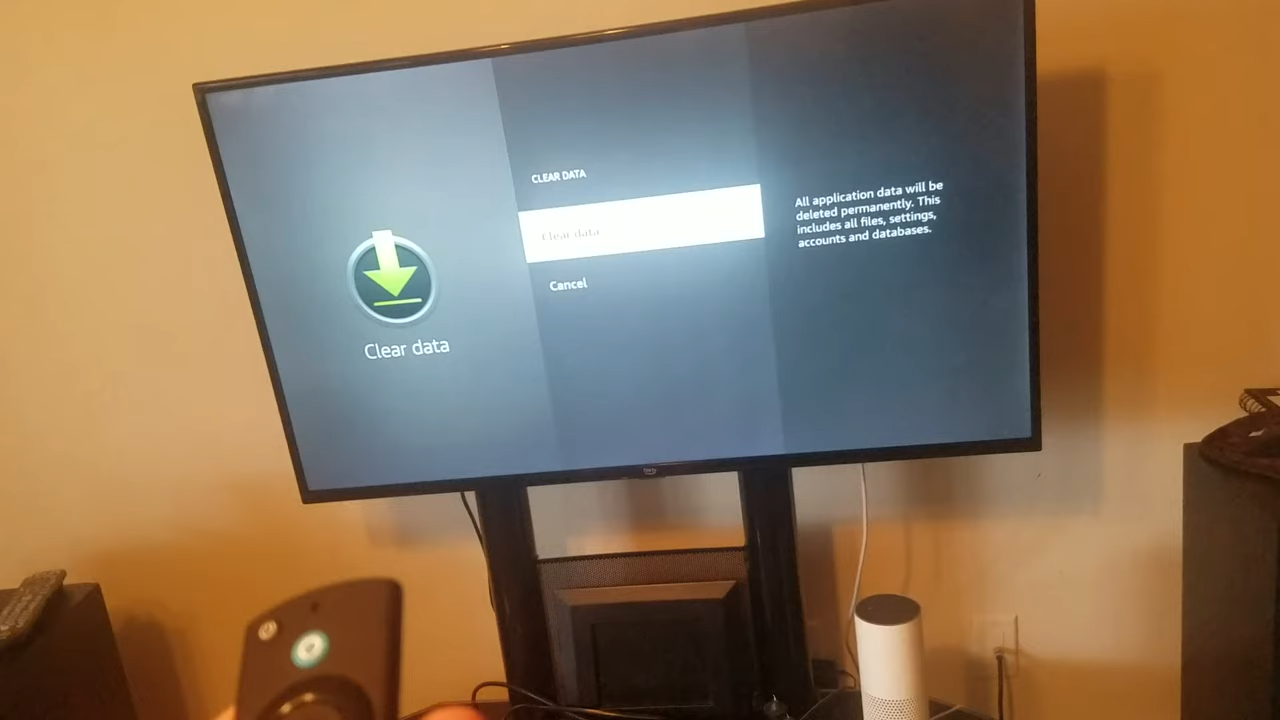 CLEAR DATA
Clear data
Cancel
All application data will be
deleted permanently. This
includes all files, settings,
accounts and databases.
Clear data